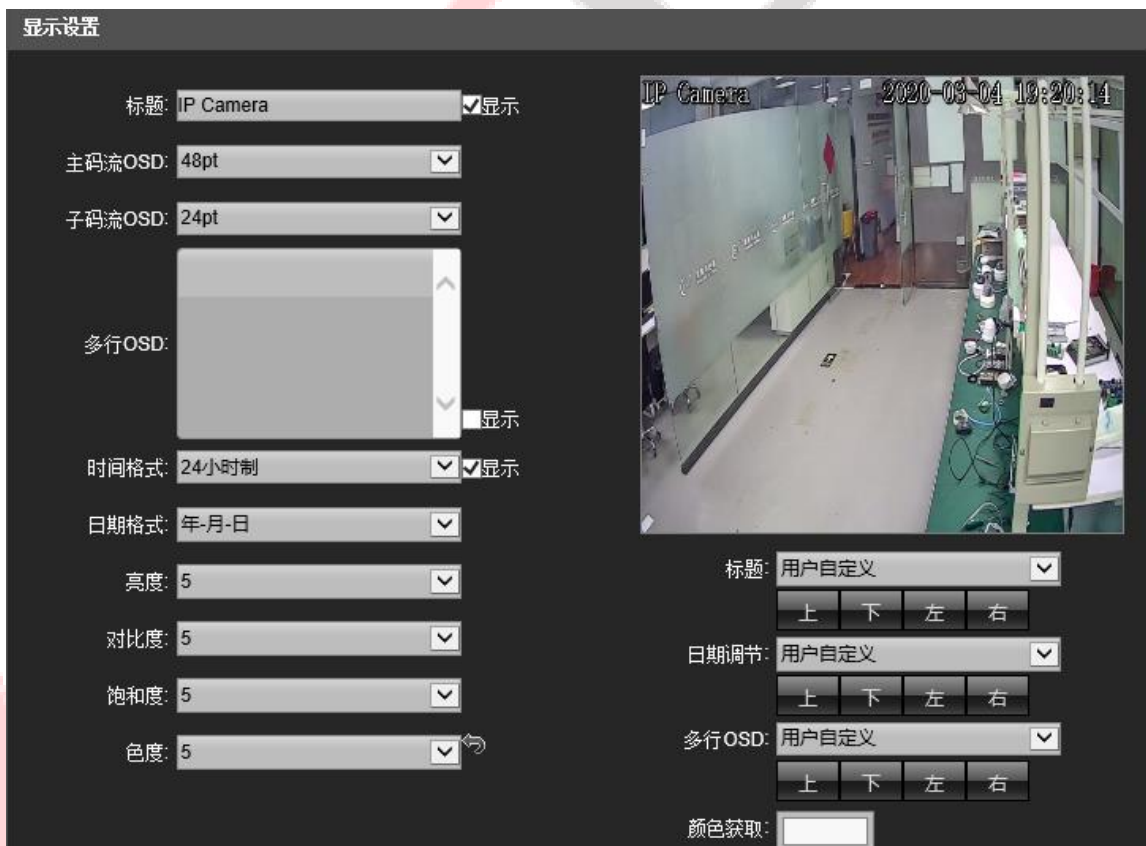 显示设置
标题: IP Camera 显示
主码流OSD: 48pt
子码流OSD: 24pt
多行OSD:
显示
时间格式: 24小时制 显示
日期格式: 年-月-日
亮度: 5
对比度: 5
饱和度: 5
色度: 5
IP Camera 2020-03-04 19:20:14
标题: 用户自定义
上 下 左 右
日期调节: 用户自定义
上 下 左 右
多行OSD: 用户自定义
上 下 左 右
颜色获取: